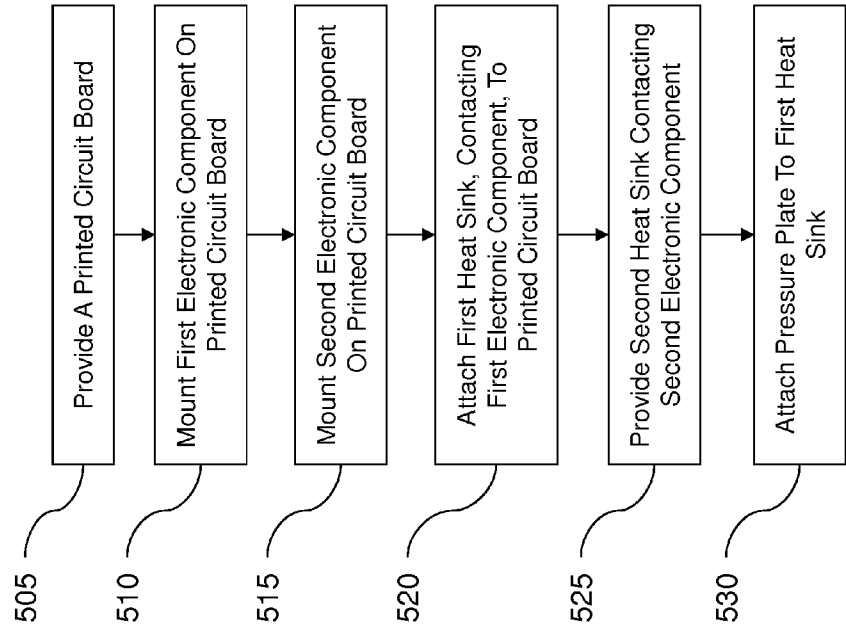 505
Provide A Printed Circuit Board
510
Mount First Electronic Component On
Printed Circuit Board
515
Mount Second Electronic Component
On Printed Circuit Board
520
Attach First Heat Sink, Contacting
First Electronic Component, To
Printed Circuit Board
525
Provide Second Heat Sink Contacting
Second Electronic Component
530
Attach Pressure Plate To First Heat
Sink